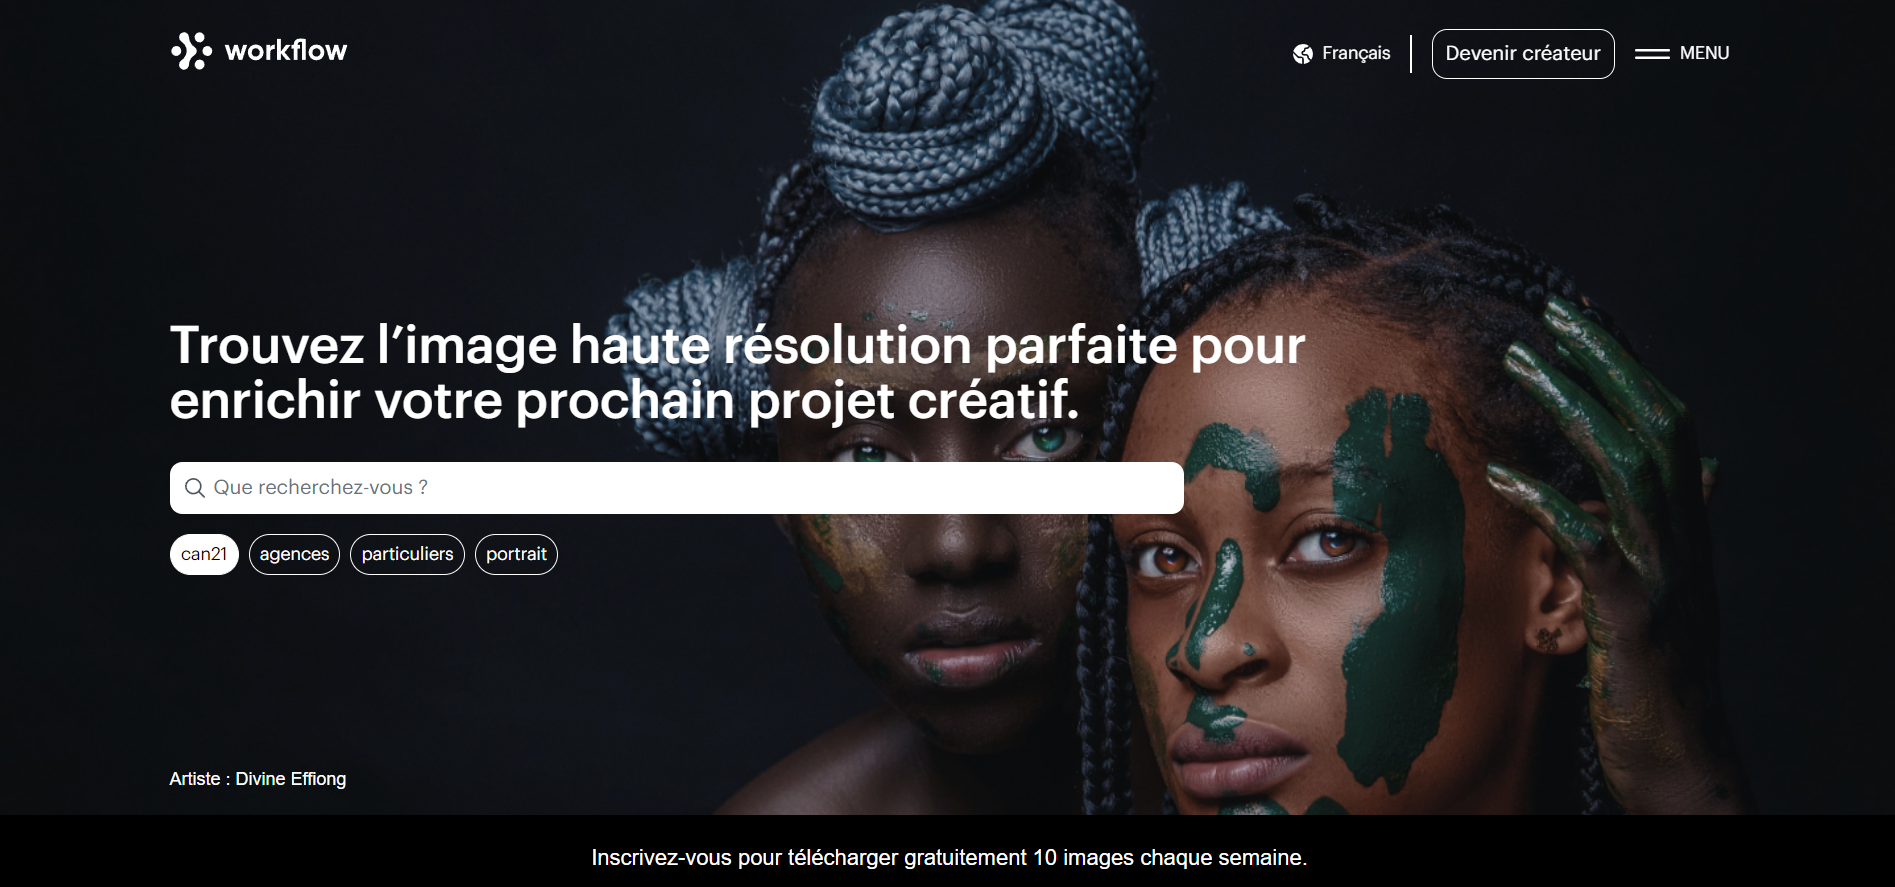 workflow
Français
Devenir créateur
MENU
Trouvez l’image haute résolution parfaite pour
enrichir votre prochain projet créatif.
Que recherchez-vous ?
can21 agences particuliers portrait
Artiste : Divine Effiong
Inscrivez-vous pour télécharger gratuitement 10 images chaque semaine.